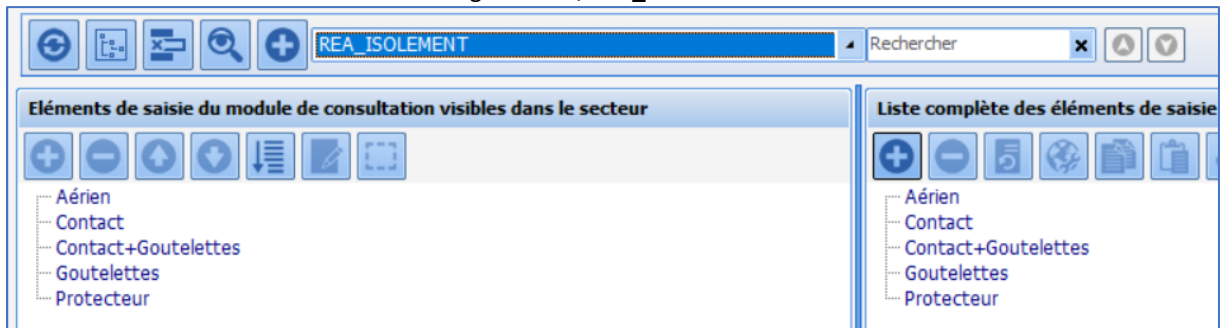 REA_ISOLEMENT
Rechercher
Eléments de saisie du module de consultation visibles dans le secteur
Aérien
Contact
Contact+Goutelettes
Goutelettes
Protecteur
Liste complète des éléments de saisie
Aérien
Contact
Contact+Goutelettes
Goutelettes
Protecteur